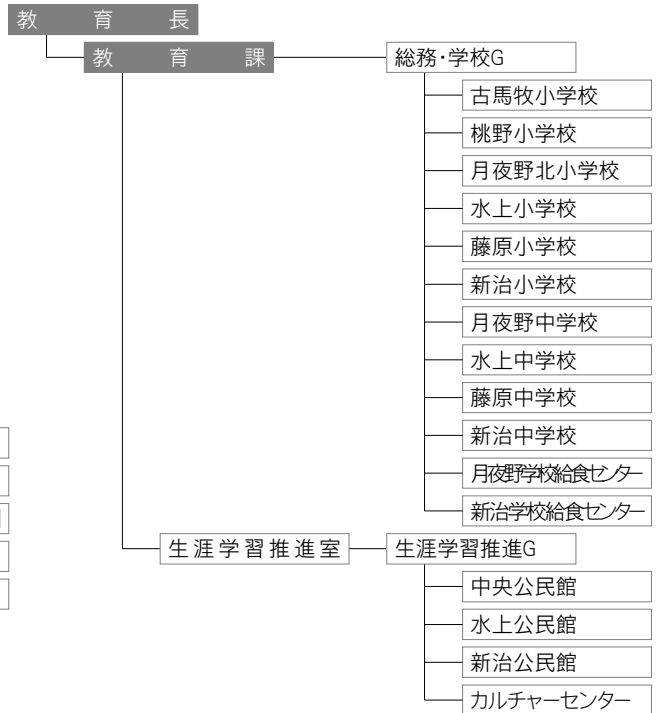 教育長
教育課
総務･学校G
古馬牧小学校
桃野小学校
月夜野北小学校
水上小学校
藤原小学校
新治小学校
月夜野中学校
水上中学校
藤原中学校
新治中学校
月夜野学校給食センター
新治学校給食センター
生涯学習推進室
生涯学習推進G
中央公民館
水上公民館
新治公民館
カルチャーセンター